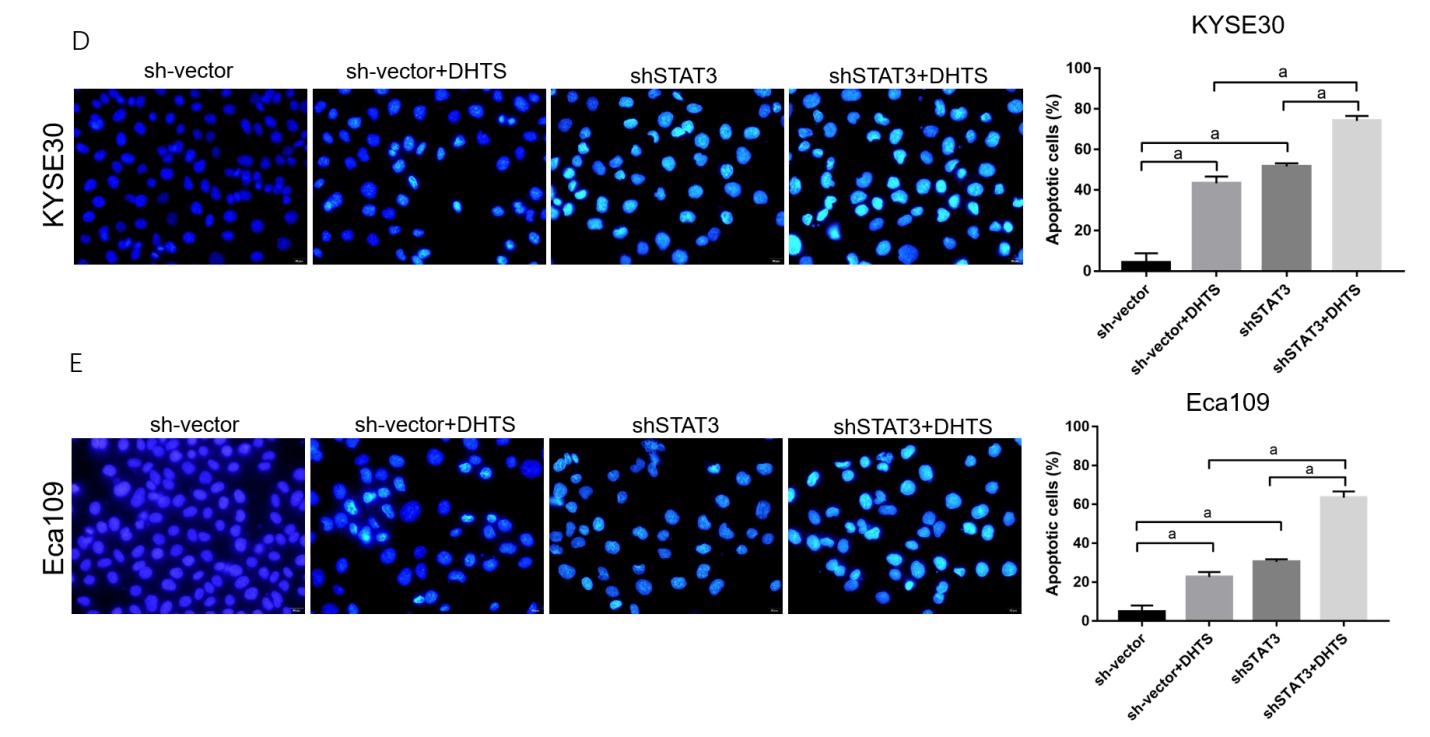 D
sh-vector
sh-vector+DHTS
shSTAT3
shSTAT3+DHTS
KYSE30
KYSE30
Apoptotic cells (%)
100
80
60
40
20
0
a
a
a
a
sh-vector
sh-vector+DHTS
shSTAT3
shSTAT3+DHTS
E
sh-vector
sh-vector+DHTS
shSTAT3
shSTAT3+DHTS
Eca109
Eca109
Apoptotic cells (%)
100
80
60
40
20
0
a
a
a
a
sh-vector
sh-vector+DHTS
shSTAT3
shSTAT3+DHTS